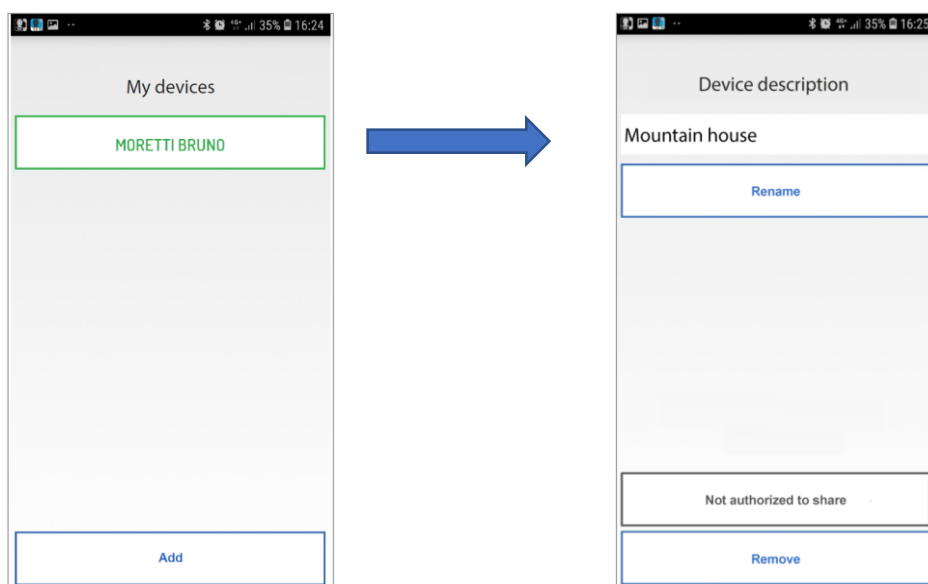 35% 16:24
My devices
MORETTI BRUNO
Add
35% 16:25
Device description
Mountain house
Rename
Not authorized to share
Remove